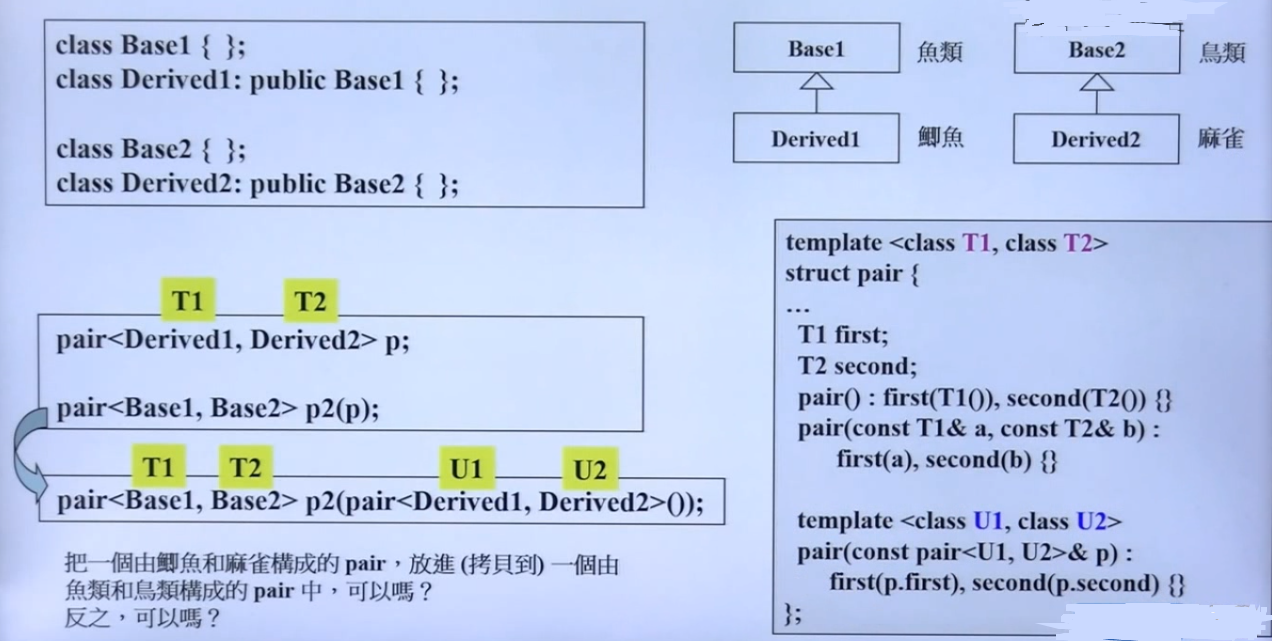 class Base1 { };
class Derived1: public Base1 { };
class Base2 { };
class Derived2: public Base2 { };
Base1
魚類
Base2
鳥類
Derived1
鯽魚
Derived2
麻雀
T1
T2
pair<Derived1, Derived2> p;
pair<Base1, Base2> p2(p);
T1
T2
U1
U2
pair<Base1, Base2> p2(pair<Derived1, Derived2>());
把一個由鯽魚和麻雀構成的 pair，放進 (拷貝到) 一個由
魚類和鳥類構成的 pair 中，可以嗎？
反之，可以嗎？
template <class T1, class T2>
struct pair {
...
T1 first;
T2 second;
pair() : first(T1()), second(T2()) {}
pair(const T1& a, const T2& b) :
first(a), second(b) {}
template <class U1, class U2>
pair(const pair<U1, U2>& p) :
first(p.first), second(p.second) {}
};